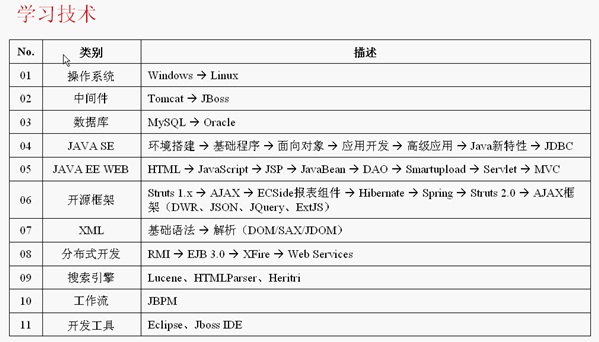 学习技术
No. 类别 描述
01 操作系统 Windows → Linux
02 中间件 Tomcat → JBoss
03 数据库 MySQL → Oracle
04 JAVA SE 环境搭建 → 基础程序 → 面向对象 → 应用开发 → 高级应用 → Java新特性 → JDBC
05 JAVA EE WEB HTML → JavaScript → JSP → JavaBean → DAO → Smartupload → Servlet → MVC
06 开源框架 Struts 1.x → AJAX → ECSide报表组件 → Hibernate → Spring → Struts 2.0 → AJAX框
架（DWR、JSON、JQuery、ExtJS）
07 XML 基础语法 → 解析（DOM/SAX/JDOM）
08 分布式开发 RMI → EJB 3.0 → XFire → Web Services
09 搜索引擎 Lucene、HTMLParser、Heritri
10 工作流 JBPM
11 开发工具 Eclipse、Jboss IDE